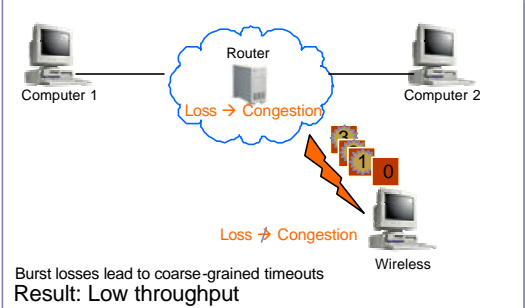 Router
Computer 1
Computer 2
Loss → Congestion
3
1
0
Loss ↛ Congestion
Wireless
Burst losses lead to coarse-grained timeouts
Result: Low throughput